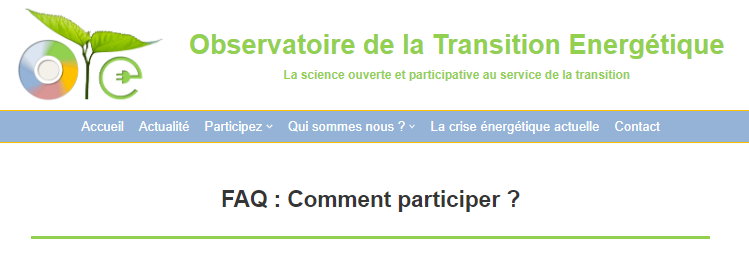 Observatoire de la Transition Energétique
La science ouverte et participative au service de la transition
Accueil Actualité Participez Qui sommes nous ? La crise énergétique actuelle Contact
FAQ : Comment participer ?